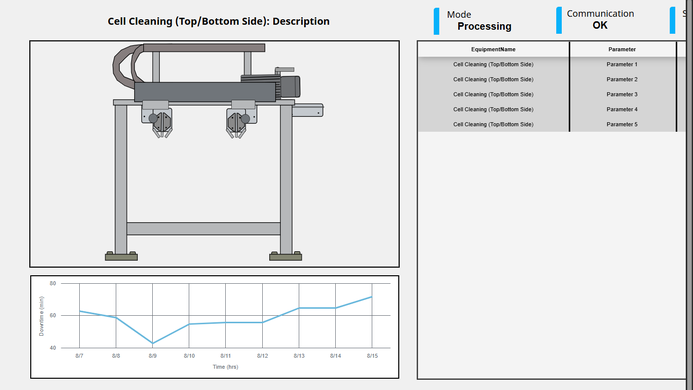 Cell Cleaning (Top/Bottom Side): Description
Mode
Processing
Communication
OK
S
EquipmentName Parameter
Cell Cleaning (Top/Bottom Side) Parameter 1
Cell Cleaning (Top/Bottom Side) Parameter 2
Cell Cleaning (Top/Bottom Side) Parameter 3
Cell Cleaning (Top/Bottom Side) Parameter 4
Cell Cleaning (Top/Bottom Side) Parameter 5
80
60
40
Downtime (min)
8/7 8/8 8/9 8/10 8/11 8/12 8/13 8/14 8/15
Time (hrs)